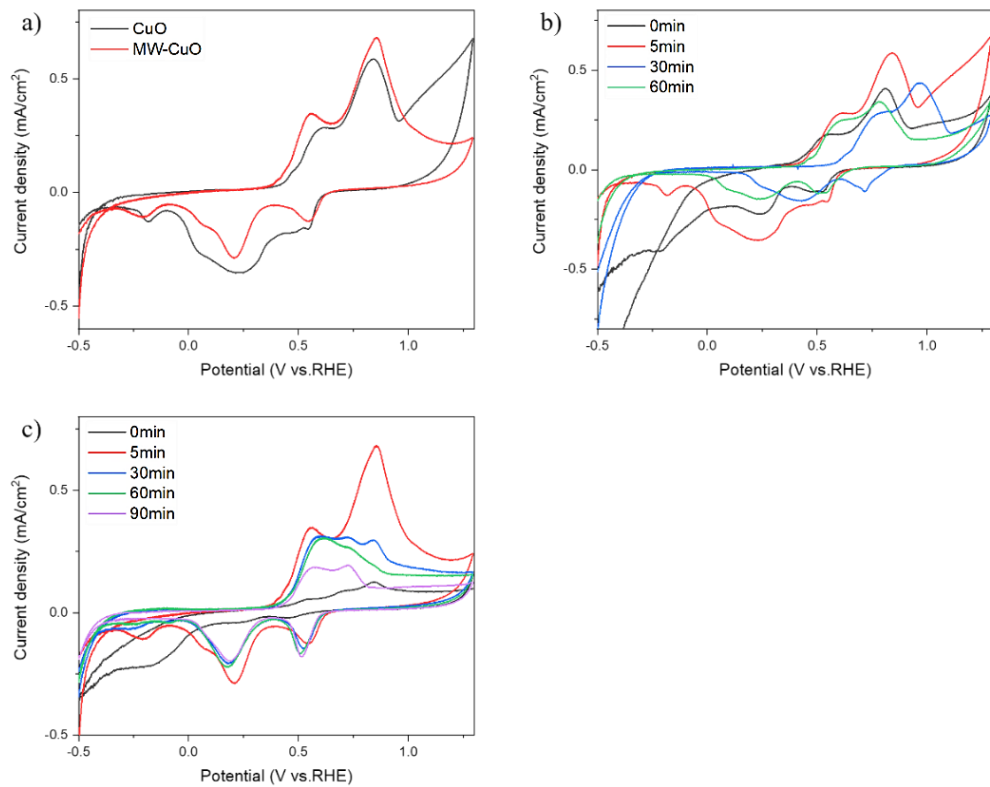 a)
CuO
MW-CuO
0.5
0.0
-0.5
-0.5
0.0
0.5
1.0
Current density (mA/cm²)
Potential (V vs.RHE)
b)
0min
5min
30min
60min
0.5
0.0
-0.5
-0.5
0.0
0.5
1.0
Current density (mA/cm²)
Potential (V vs.RHE)
c)
0min
5min
30min
60min
90min
0.5
0.0
-0.5
-0.5
0.0
0.5
1.0
Current density (mA/cm²)
Potential (V vs.RHE)